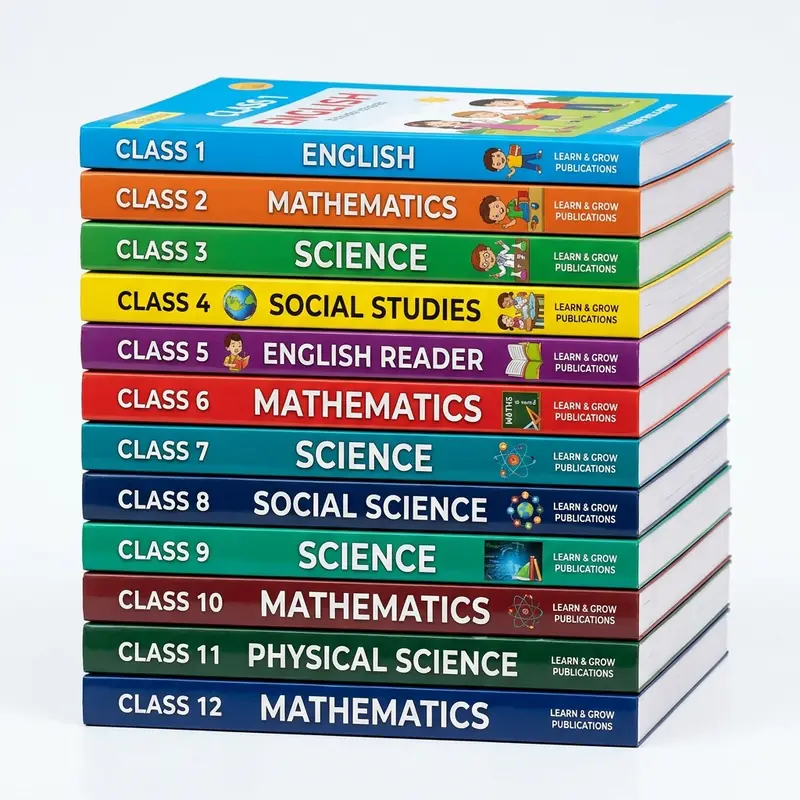 CLASS 1
ENGLISH
CLASS 1 ENGLISH LEARN & GROW
PUBLICATIONS
CLASS 2 MATHEMATICS LEARN & GROW
PUBLICATIONS
CLASS 3 SCIENCE LEARN & GROW
PUBLICATIONS
CLASS 4 SOCIAL STUDIES LEARN & GROW
PUBLICATIONS
CLASS 5 ENGLISH READER LEARN & GROW
PUBLICATIONS
CLASS 6 MATHEMATICS LEARN & GROW
PUBLICATIONS
CLASS 7 SCIENCE LEARN & GROW
PUBLICATIONS
CLASS 8 SOCIAL SCIENCE LEARN & GROW
PUBLICATIONS
CLASS 9 SCIENCE LEARN & GROW
PUBLICATIONS
CLASS 10 MATHEMATICS LEARN & GROW
PUBLICATIONS
CLASS 11 PHYSICAL SCIENCE LEARN & GROW
PUBLICATIONS
CLASS 12 MATHEMATICS LEARN & GROW
PUBLICATIONS